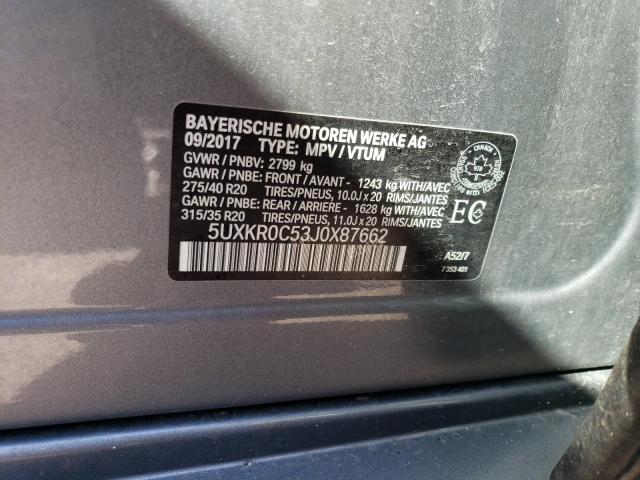 BAYERISCHE MOTOREN WERKE AG
09/2017 TYPE: MPV / VTUM
GVWR / PNBV: 2799 kg
GAWR / PNBE: FRONT / AVANT - 1243 kg WITH/AVEC
275/40 R20 TIRES/PNEUS, 10.0J x 20 RIMS/JANTES
GAWR / PNBE: REAR / ARRIERE - 1628 kg WITH/AVEC
315/35 R20 TIRES/PNEUS, 11.0J x 20 RIMS/JANTES
5UXKR0C53J0X87662
CANADA
EC
A52/7
7 353 401